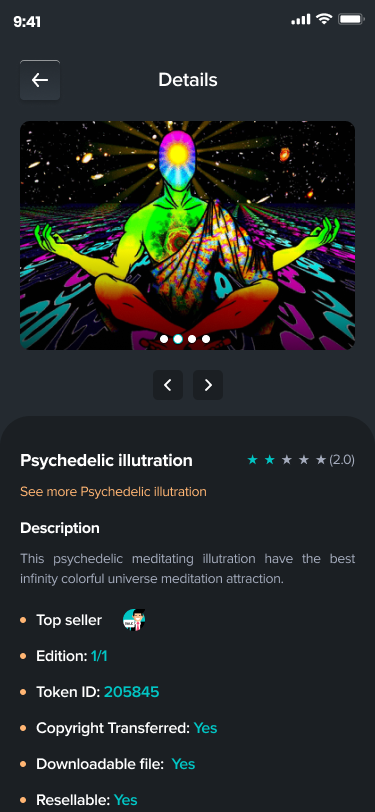 9:41
Details
Psychedelic illutration
(2.0)
See more Psychedelic illutration
Description
This psychedelic meditating illutration have the best
infinity colorful universe meditation attraction.
Top seller
Edition: 1/1
Token ID: 205845
Copyright Transferred: Yes
Downloadable file: Yes
Resellable: Yes